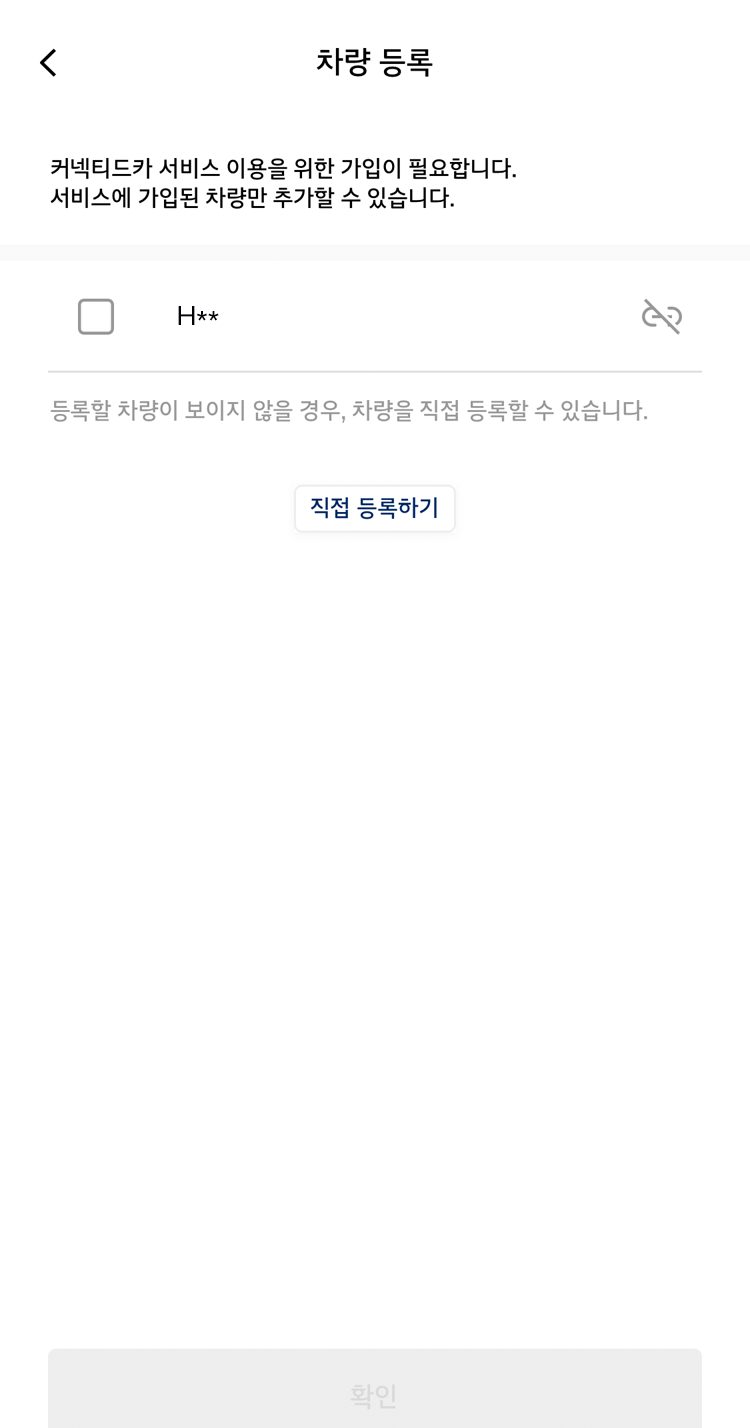 차량 등록
커넥티드카 서비스 이용을 위한 가입이 필요합니다.
서비스에 가입된 차량만 추가할 수 있습니다.
H**
등록할 차량이 보이지 않을 경우, 차량을 직접 등록할 수 있습니다.
직접 등록하기
확인